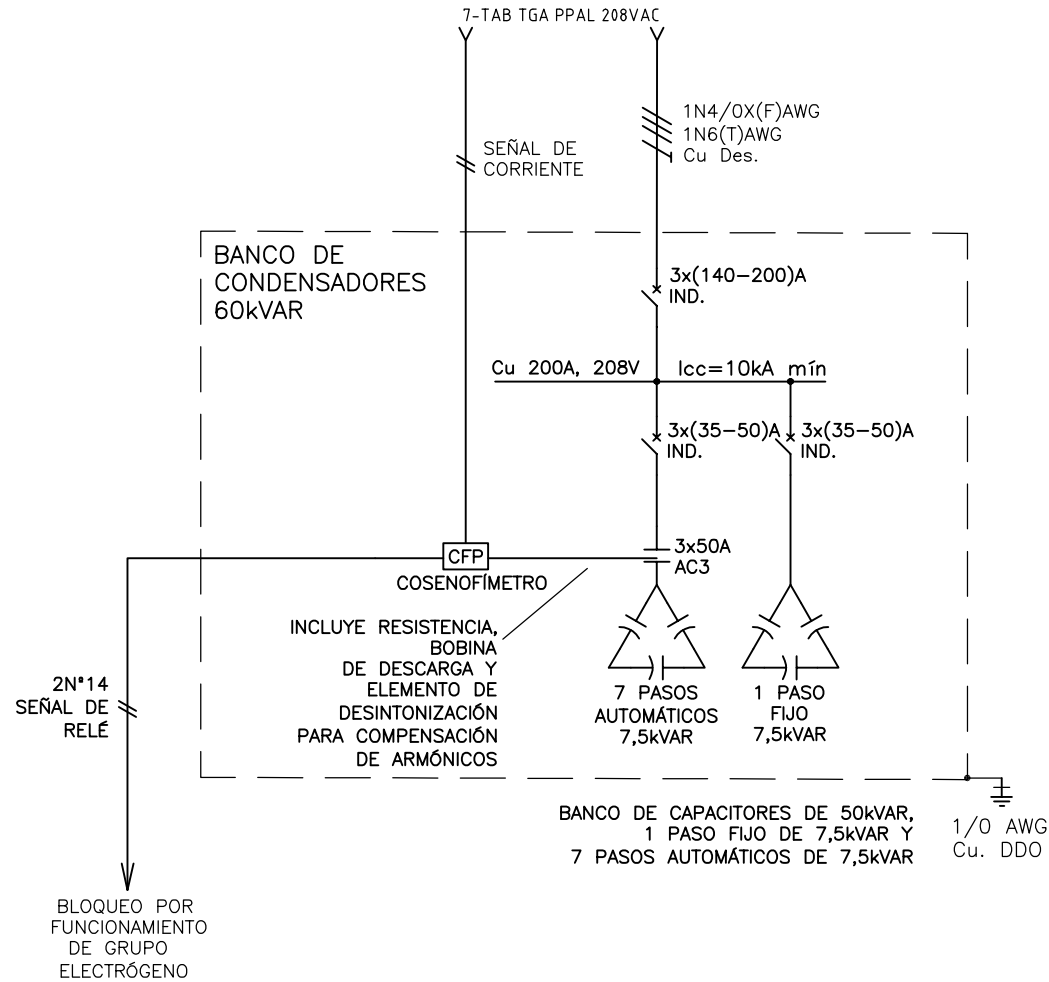 7-TAB TGA PPAL 208VAC
1N4/0X(F)AWG
1N6(T)AWG
Cu Des.
SEÑAL DE
CORRIENTE
BANCO DE
CONDENSADORES
60kVAR
3x(140-200)A
IND.
Cu 200A, 208V
Icc=10kA mín
3x(35-50)A
IND.
3x(35-50)A
IND.
3x50A
AC3
CFP
COSENOFÍMETRO
INCLUYE RESISTENCIA,
BOBINA
DE DESCARGA Y
ELEMENTO DE
DESINTONIZACIÓN
PARA COMPENSACIÓN
DE ARMÓNICOS
2N°14
SEÑAL DE
RELÉ
7 PASOS
AUTOMÁTICOS
7,5kVAR
1 PASO
FIJO
7,5kVAR
BANCO DE CAPACITORES DE 50kVAR,
1 PASO FIJO DE 7,5kVAR Y
7 PASOS AUTOMÁTICOS DE 7,5kVAR
1/0 AWG
Cu. DDO
BLOQUEO POR
FUNCIONAMIENTO
DE GRUPO
ELECTRÓGENO